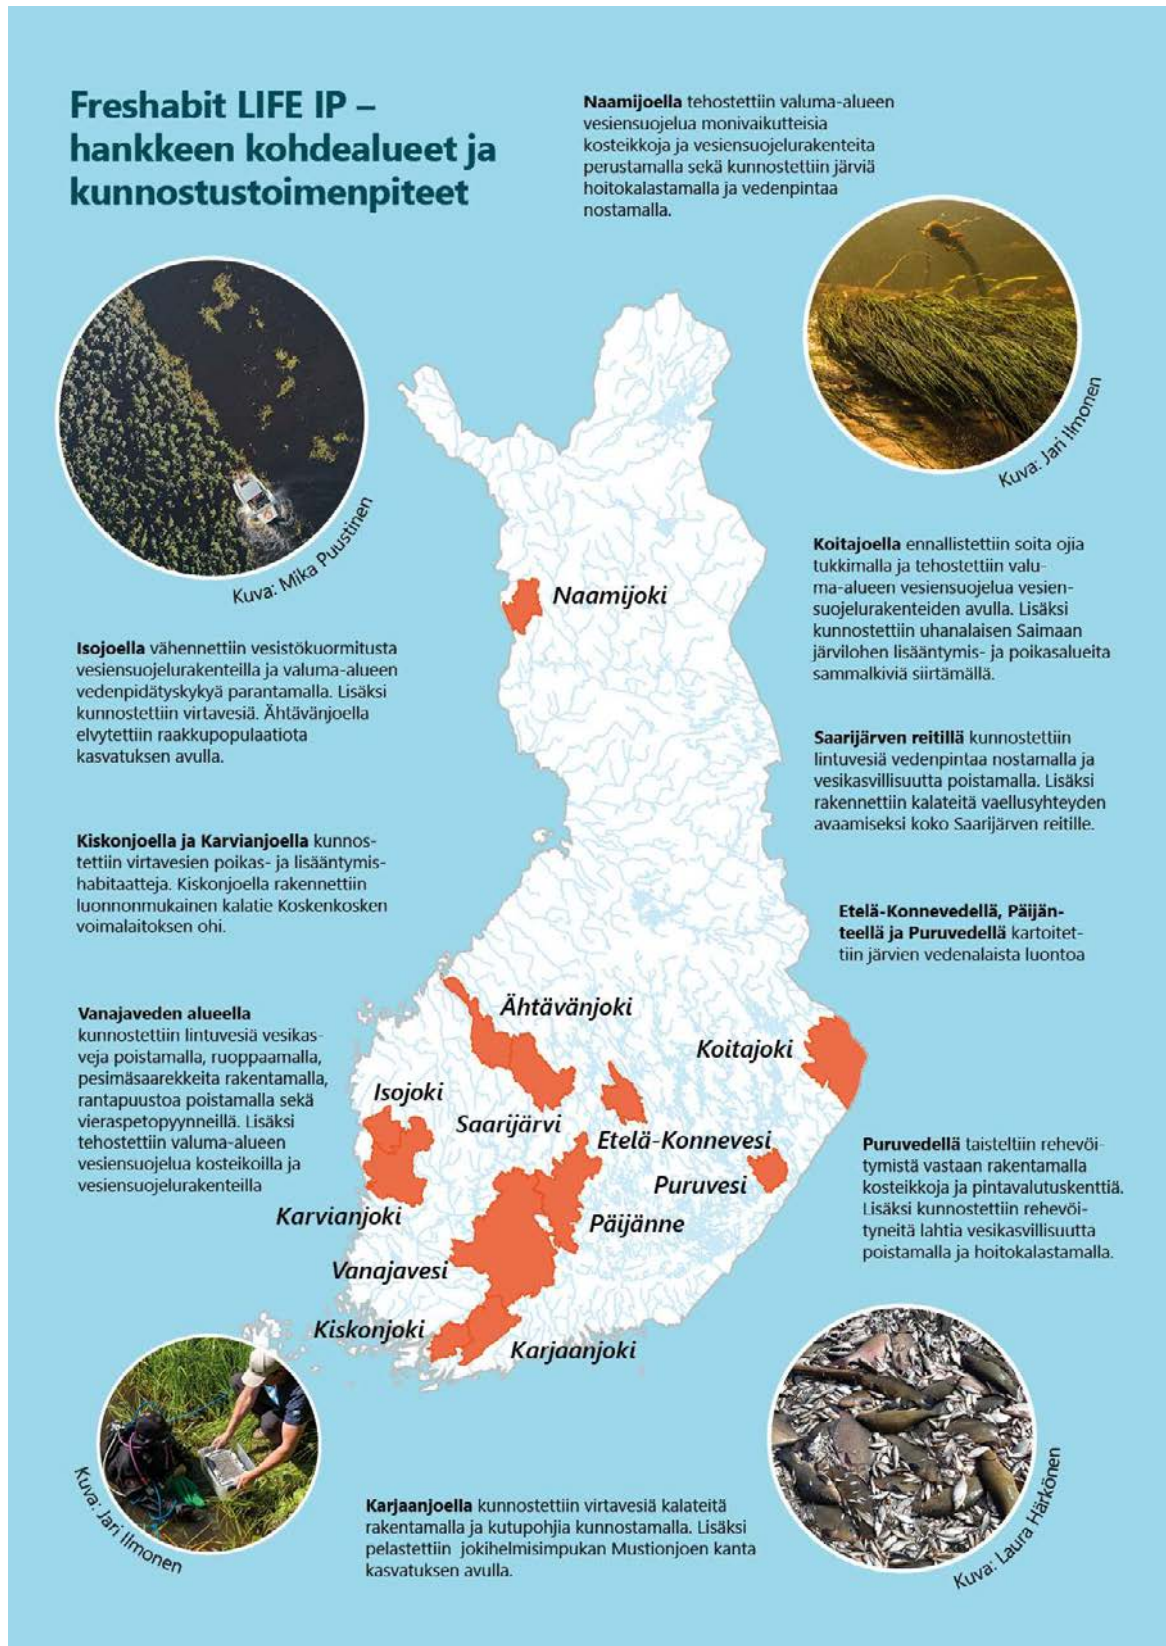 Freshabit LIFE IP –
hankkeen kohdealueet ja
kunnostustoimenpiteet
Naamijoella tehostettiin valuma-alueen
vesiensuojelua monivaikutteisia
kosteikkoja ja vesiensuojelurakenteita
perustamalla sekä kunnostettiin järviä
hoitokalastamalla ja vedenpintaa
nostamalla.
Kuva: Mika Puustinen
Kuva: Jari Ilmonen
Isojoella vähennettiin vesistökuormitusta
vesiensuojelurakenteilla ja valuma-alueen
vedenpidätyskykyä parantamalla. Lisäksi
kunnostettiin virtavesiä. Ähtävänjoella
elvytettiin raakkupopulaatiota
kasvatuksen avulla.
Kiskonjoella ja Karvianjoella kunnos-
tettiin virtavesien poikas- ja lisääntymis-
habitaatteja. Kiskonjoella rakennettiin
luonnonmukainen kalatie Koskenkosken
voimalaitoksen ohi.
Vanajaveden alueella
kunnostettiin lintuvesiä vesikas-
veja poistamalla, ruoppaamalla,
pesimäsaarekkeita rakentamalla,
rantapuustoa poistamalla sekä
vieraspetopyynneillä. Lisäksi
tehostettiin valuma-alueen
vesiensuojelua kosteikoilla ja
vesiensuojelurakenteilla
Naamijoki
Ähtävänjoki
Koitajoki
Isojoki
Saarijärvi
Etelä-Konnevesi
Puruvesi
Karvianjoki
Päijänne
Vanajavesi
Kiskonjoki
Karjaanjoki
Koitajoella ennallistettiin soita ojia
tukkimalla ja tehostettiin valu-
ma-alueen vesiensuojelua vesien-
suojelurakenteiden avulla. Lisäksi
kunnostettiin uhanalaisen Saimaan
järvilohen lisääntymis- ja poikasalueita
sammalkiviä siirtämällä.
Saarijärven reitillä kunnostettiin
lintuvesiä vedenpintaa nostamalla ja
vesikasvillisuutta poistamalla. Lisäksi
rakennettiin kalateitä vaellusyhteyden
avaamiseksi koko Saarijärven reitille.
Etelä-Konnevedellä, Päijän-
teellä ja Puruvedellä kartoitet-
tiin järvien vedenalaista luontoa
Puruvedellä taisteltiin rehevöi-
tymistä vastaan rakentamalla
kosteikkoja ja pintavalutuskenttiä.
Lisäksi kunnostettiin rehevöi-
tyneitä lahtia vesikasvillisuutta
poistamalla ja hoitokalastamalla.
Kuva: Jari Ilmonen
Karjaanjoella kunnostettiin virtavesiä kalateitä
rakentamalla ja kutupohjia kunnostamalla. Lisäksi
pelastettiin jokihelmisimpukan Mustionjoen kanta
kasvatuksen avulla.
Kuva: Laura Härkönen